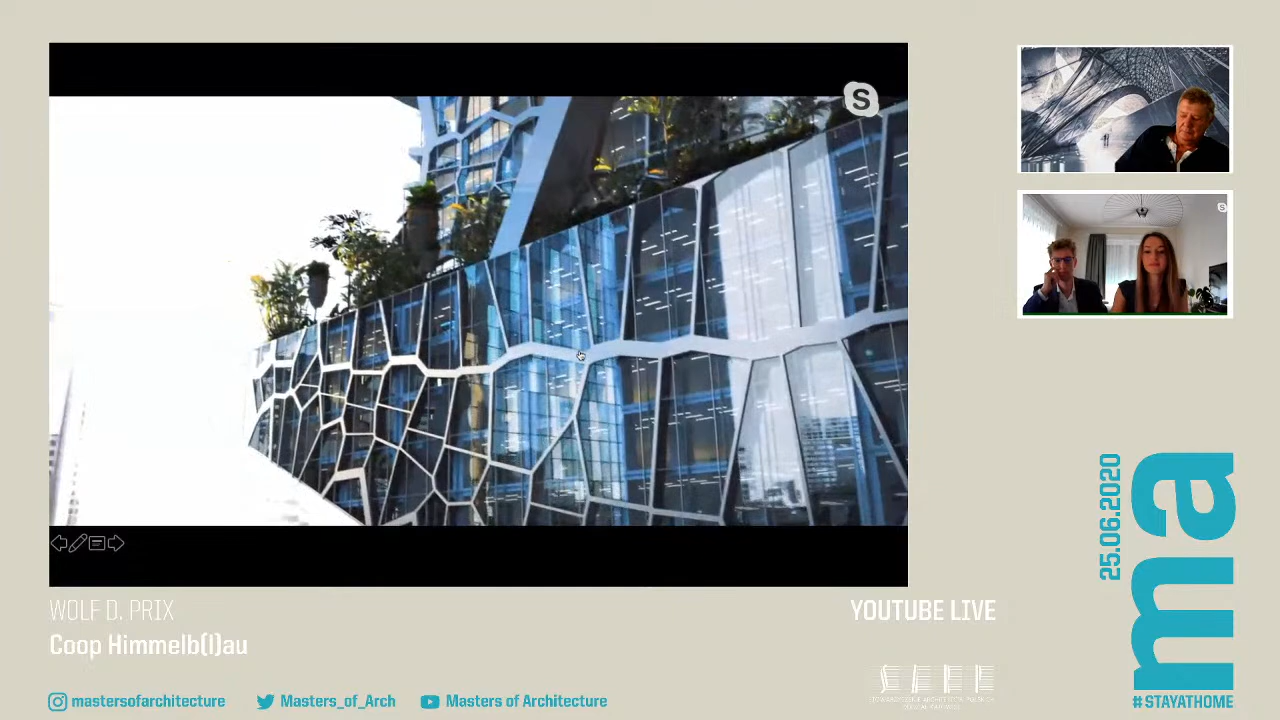 S
S
WOLF D. PRIX
Coop Himmelb(l)au
YOUTUBE LIVE
mastersofarchitecture
Masters_of_Arch
Masters of Architecture
25.06.2020
ma
#STAYATHOME